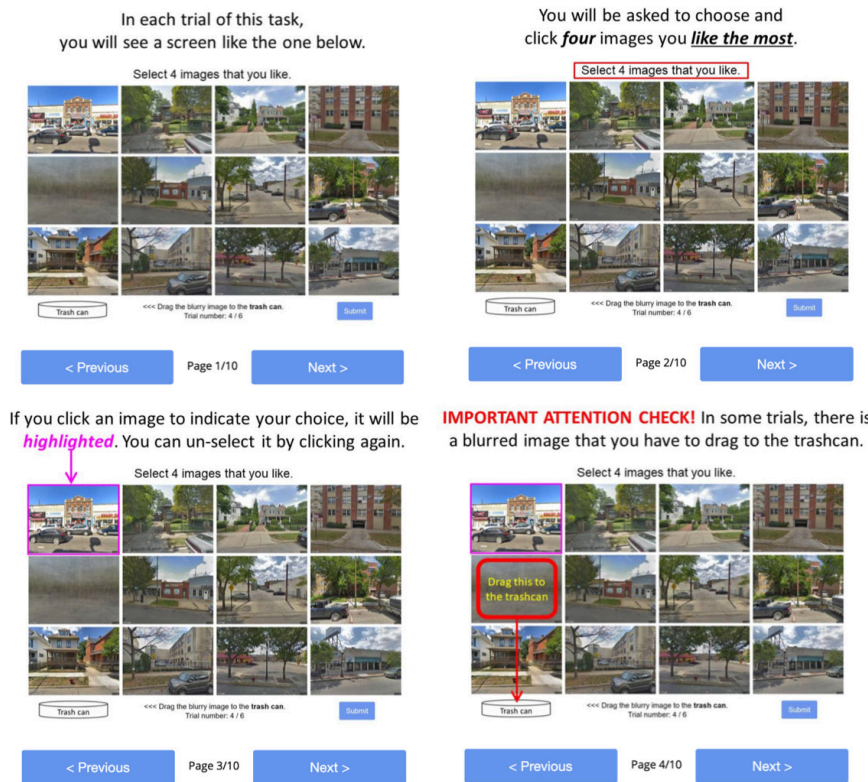 In each trial of this task,
you will see a screen like the one below.
Select 4 images that you like.
Trash can
<<< Drag the blurry image to the trash can.
Trial number: 4 / 6
Submit
< Previous
Page 1/10
Next >
You will be asked to choose and
click four images you like the most.
Select 4 images that you like.
Trash can
<<< Drag the blurry image to the trash can.
Trial number: 4 / 6
Submit
< Previous
Page 2/10
Next >
If you click an image to indicate your choice, it will be
highlighted. You can un-select it by clicking again.
Select 4 images that you like.
Trash can
<<< Drag the blurry image to the trash can.
Trial number: 4 / 6
Submit
< Previous
Page 3/10
Next >
IMPORTANT ATTENTION CHECK! In some trials, there is
a blurred image that you have to drag to the trashcan.
Select 4 images that you like.
Drag this to
the trashcan
Trash can
<<< Drag the blurry image to the trash can.
Trial number: 4 / 6
Submit
< Previous
Page 4/10
Next >